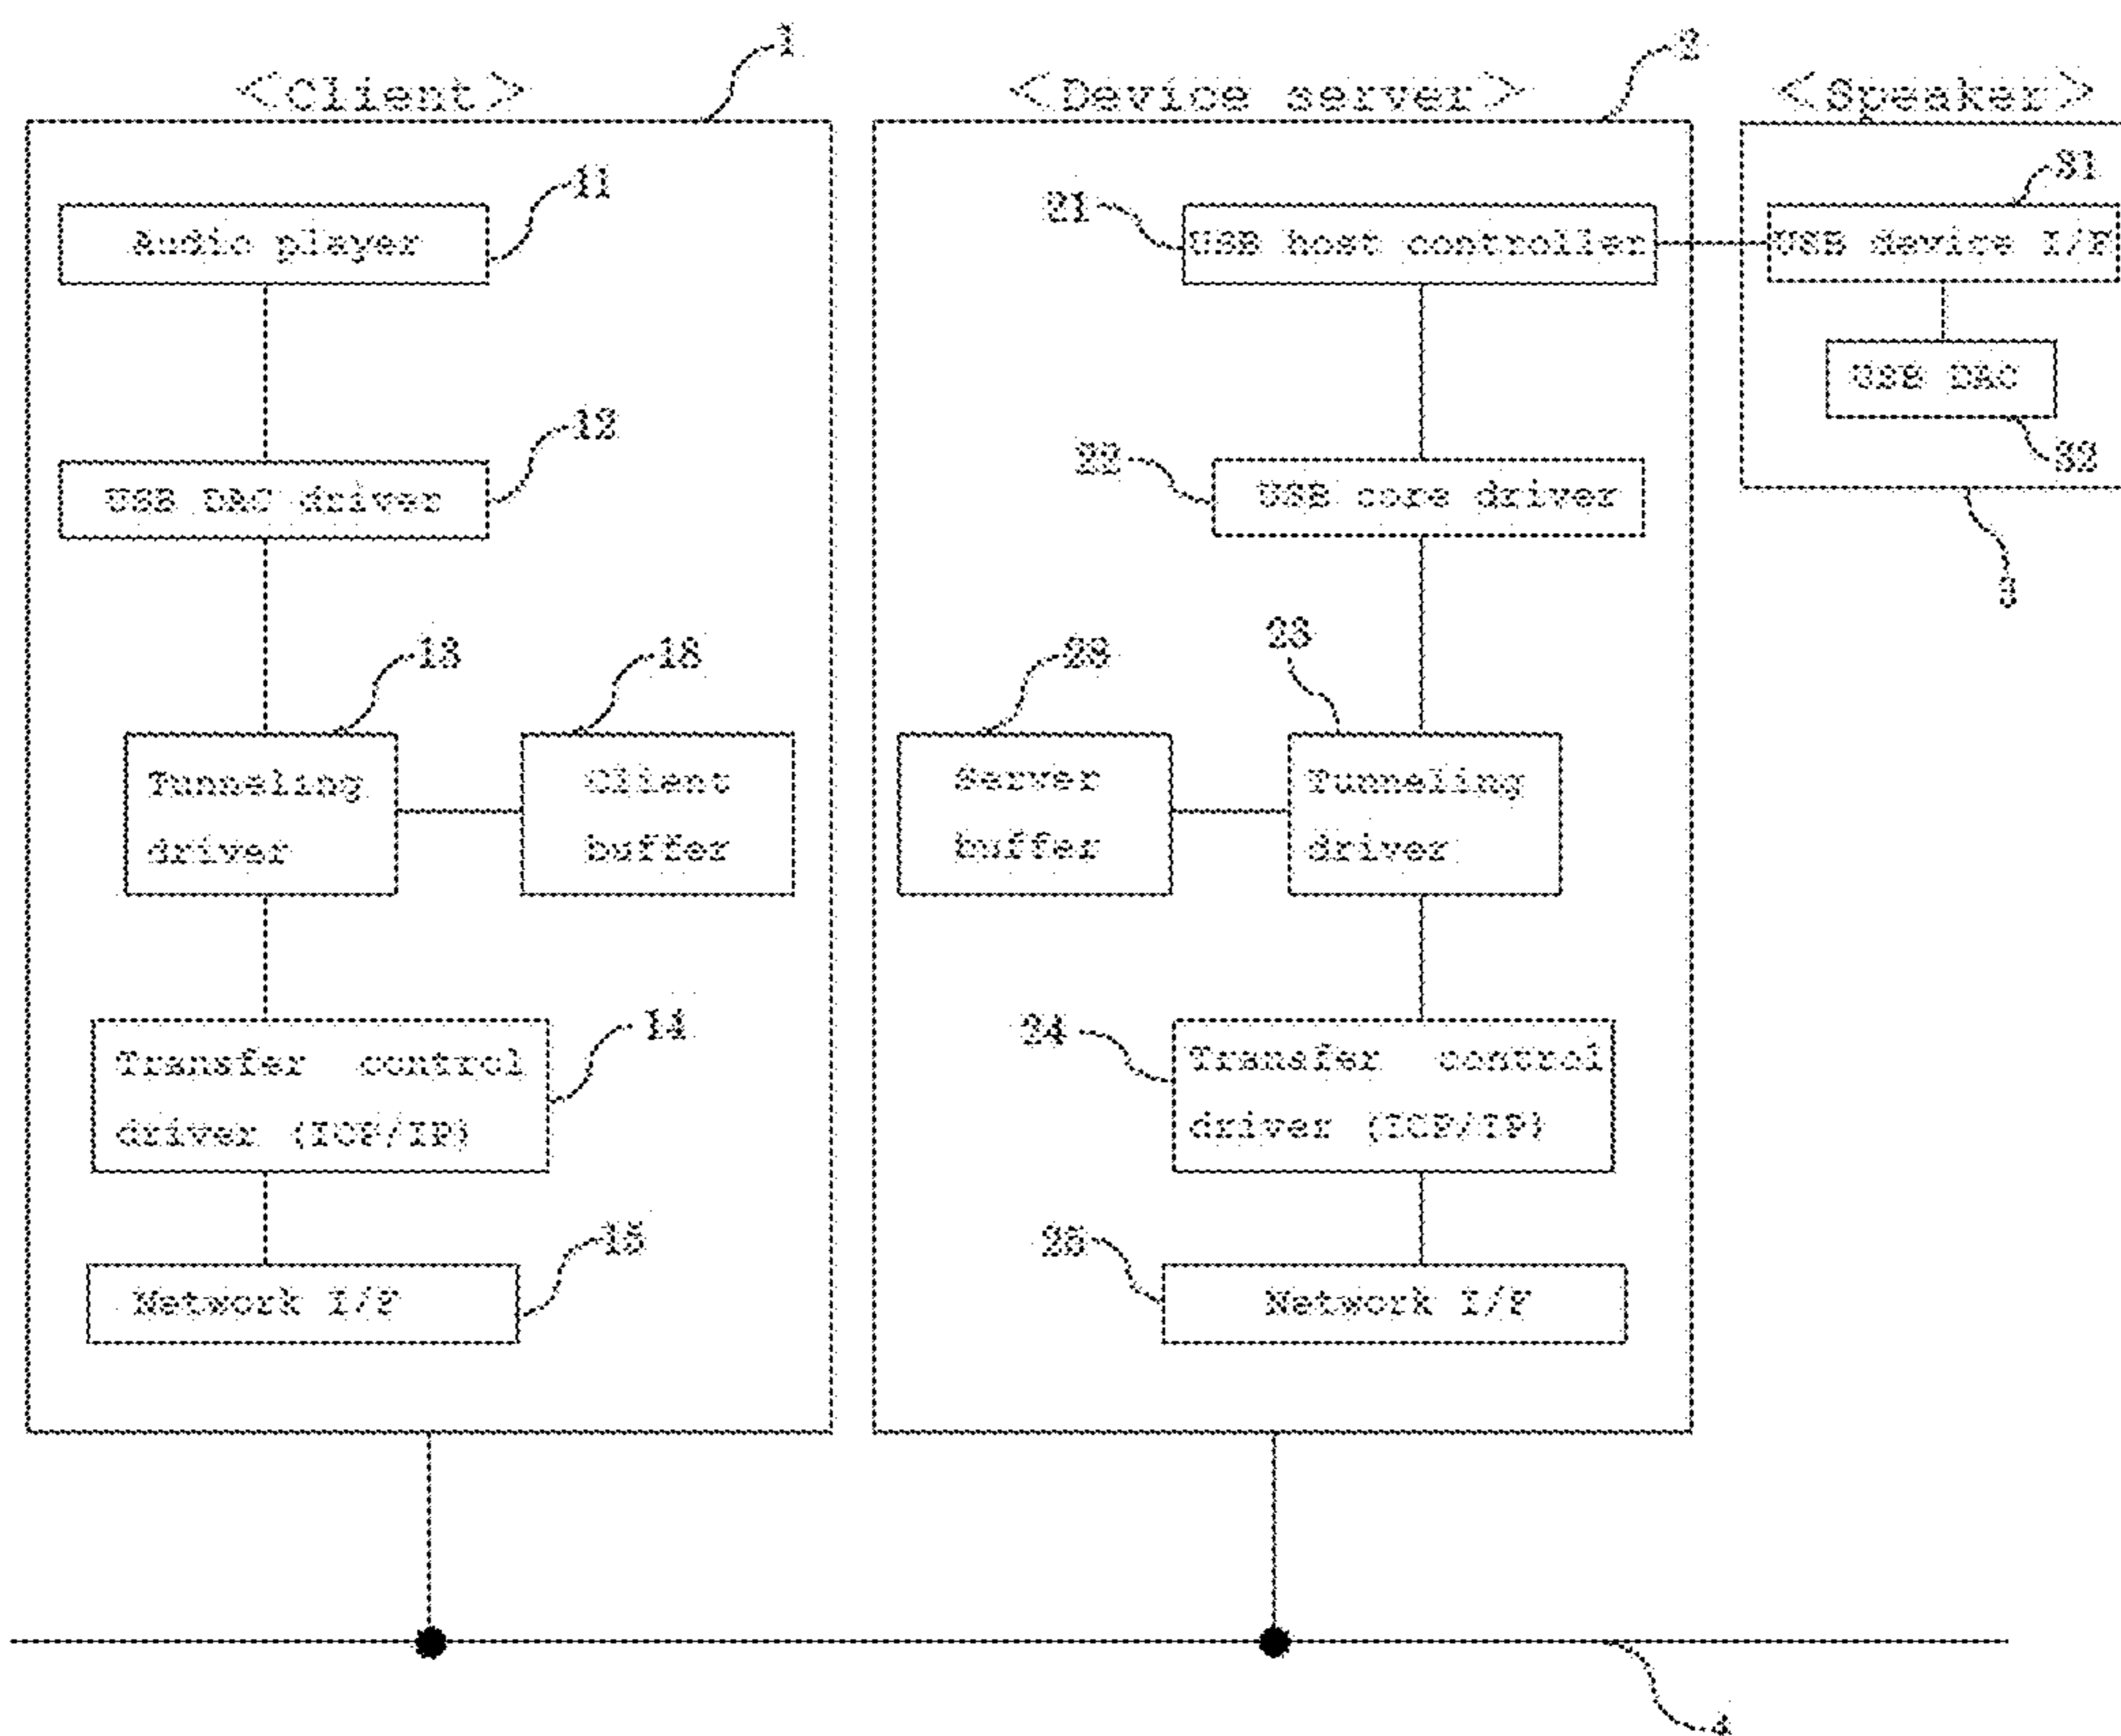 1
<Client>
11
Audio player
12
USB DAC driver
13
18
Tunneling
driver
Client
buffer
14
Transfer control
driver (TCP/IP)
15
Network I/F
2
<Device server>
21
USB host controller
22
USB core driver
23
Server
buffer
Tunneling
driver
24
Transfer control
driver (TCP/IP)
25
Network I/F
<Speaker>
31
USB device I/F
USB DAC
32
3
4